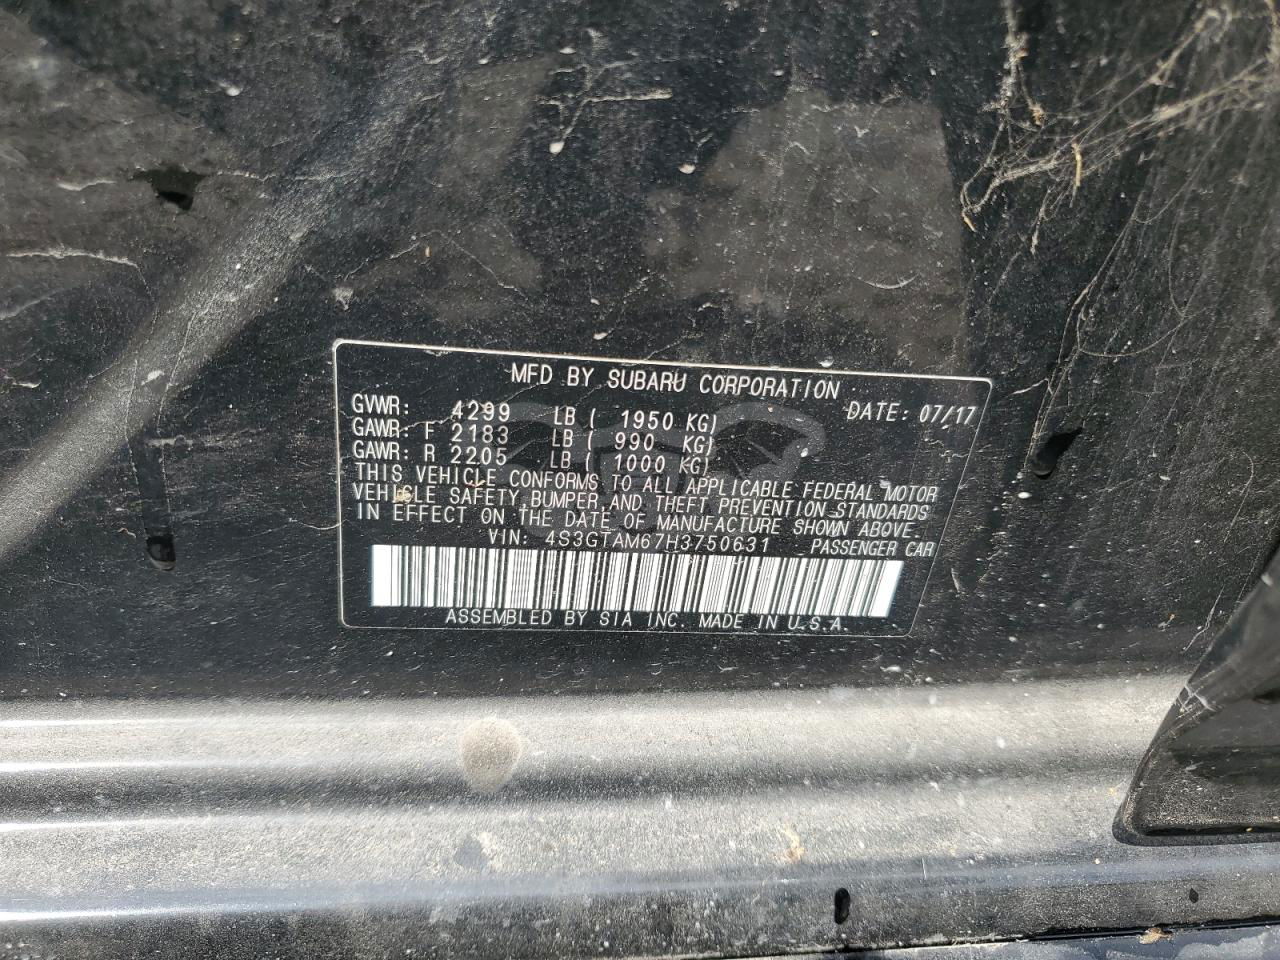 MFD BY SUBARU CORPORATION
GVWR: 4299 LB ( 1950 KG) DATE: 07/17
GAWR: F 2183 LB ( 990 KG)
GAWR: R 2205 LB ( 1000 KG)
THIS VEHICLE CONFORMS TO ALL APPLICABLE FEDERAL MOTOR
VEHICLE SAFETY, BUMPER AND THEFT PREVENTION STANDARDS
IN EFFECT ON THE DATE OF MANUFACTURE SHOWN ABOVE.
VIN: 4S3GTAM67H3750631 PASSENGER CAR
ASSEMBLED BY SIA INC. MADE IN U.S.A.